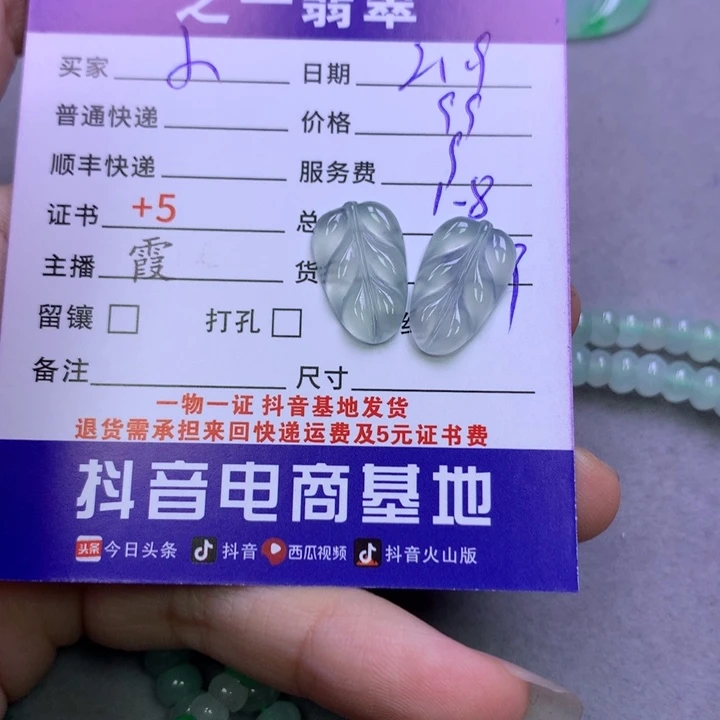 之一翡翠
买家 日期
普通快递 价格 55
顺丰快递 服务费 5
证书 +5 总 1-8
主播 霞 货
留镶 □ 打孔 □
备注 尺寸
一物一证 抖音基地发货
退货需承担来回快递运费及5元证书费
抖音电商基地
头条 今日头条 抖音 西瓜视频 抖音火山版